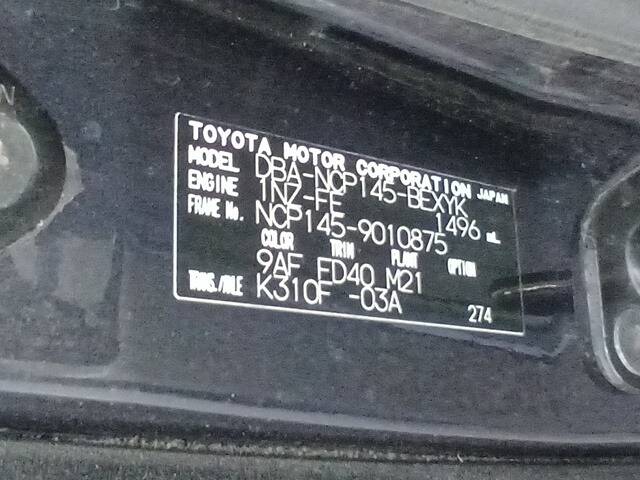 TOYOTA MOTOR CORPORATION JAPAN
MODEL DBA-NCP145-BEXYK
ENGINE 1NZ-FE 1496 mL
FRAME No. NCP145-9010875
COLOR TRIM PLANT OPTION
9AF FD40 M21
TRANS./AXLE K310F -03A 274
N